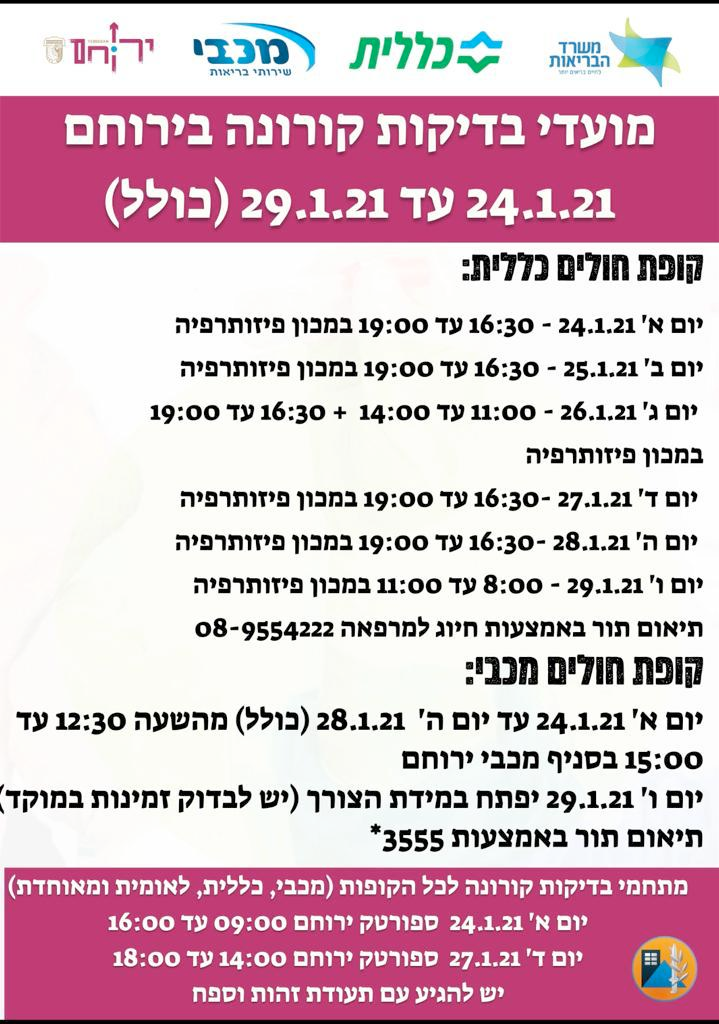 משרד
הבריאות
לחיים בריאים יותר
כללית
מכבי
שירותי בריאות
ירוחם
מועדי בדיקות קורונה בירוחם
24.1.21 עד 29.1.21 (כולל)
קופת חולים כללית:
יום א' 24.1.21 - 16:30 עד 19:00 במכון פיזותרפיה
יום ב' 25.1.21 - 16:30 עד 19:00 במכון פיזותרפיה
יום ג' 26.1.21 - 11:00 עד 14:00 + 16:30 עד 19:00
במכון פיזותרפיה
יום ד' 27.1.21 -16:30 עד 19:00 במכון פיזותרפיה
יום ה' 28.1.21 -16:30 עד 19:00 במכון פיזותרפיה
יום ו' 29.1.21 - 8:00 עד 11:00 במכון פיזותרפיה
תיאום תור באמצעות חיוג למרפאה 08-9554222
קופת חולים מכבי:
יום א' 24.1.21 עד יום ה' 28.1.21 (כולל) מהשעה 12:30 עד
15:00 בסניף מכבי ירוחם
יום ו' 29.1.21 יפתח במידת הצורך (יש לבדוק זמינות במוקד)
תיאום תור באמצעות 3555*
מתחמי בדיקות קורונה לכל הקופות (מכבי, כללית, לאומית ומאוחדת)
יום א' 24.1.21 ספורטק ירוחם 09:00 עד 16:00
יום ד' 27.1.21 ספורטק ירוחם 14:00 עד 18:00
יש להגיע עם תעודת זהות וספח